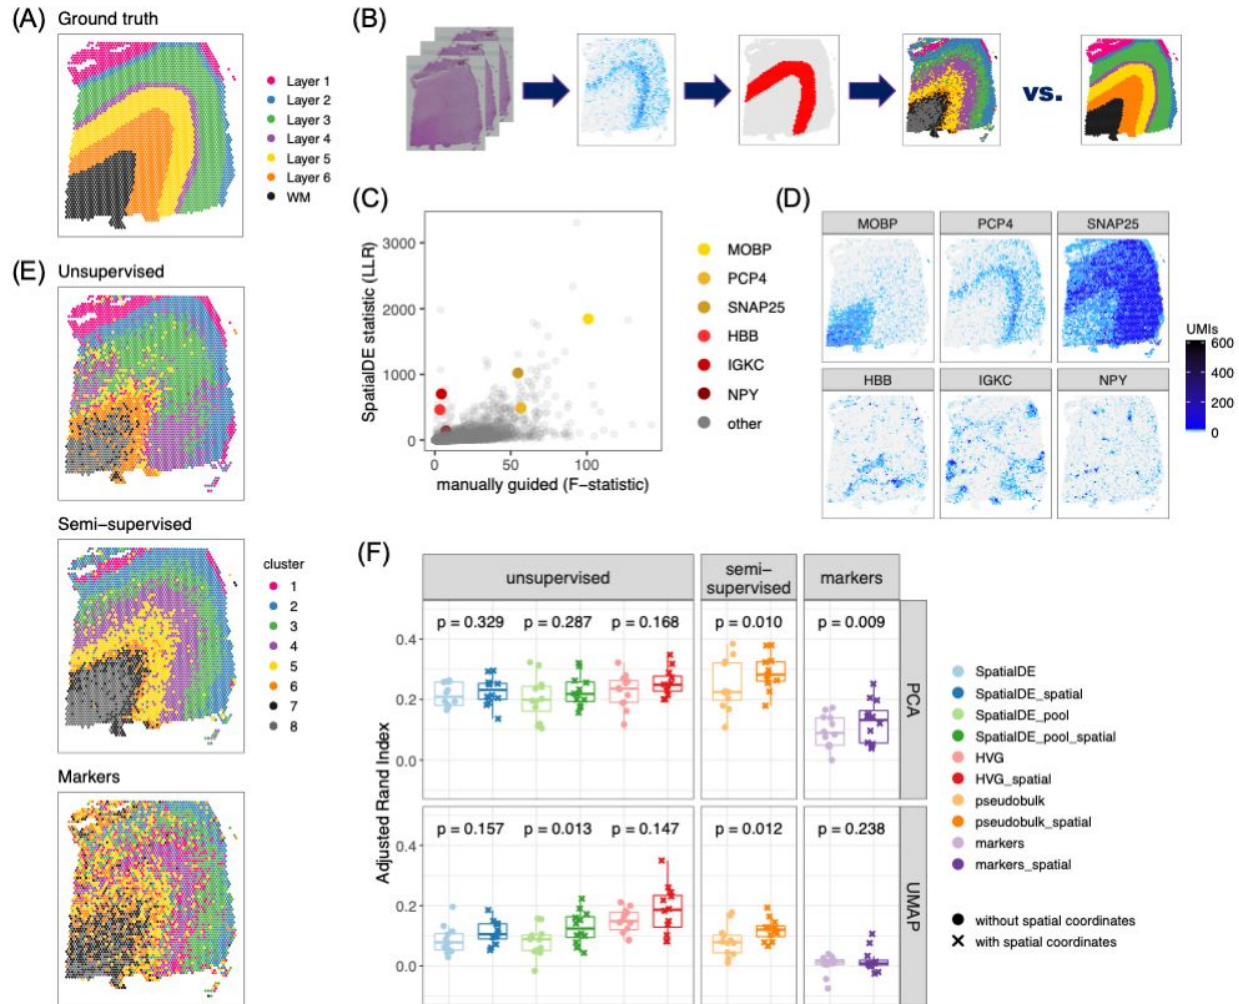 (A)
Ground truth
Layer 1
Layer 2
Layer 3
Layer 4
Layer 5
Layer 6
WM
(B)
vs.
(C)
SpatialDE statistic (LLR)
3000
2000
1000
0
0 50 100
manually guided (F−statistic)
MOBP
PCP4
SNAP25
HBB
IGKC
NPY
other
(D)
MOBP PCP4 SNAP25
HBB IGKC NPY
UMIs
600
400
200
0
(E)
Unsupervised
Semi−supervised
cluster
1
2
3
4
5
6
7
8
Markers
(F)
unsupervised
semi−
supervised
markers
Adjusted Rand Index
p = 0.329 p = 0.287 p = 0.168 p = 0.010 p = 0.009
0.4
0.2
0.0
PCA
p = 0.157 p = 0.013 p = 0.147 p = 0.012 p = 0.238
0.4
0.2
0.0
UMAP
SpatialDE
SpatialDE_spatial
SpatialDE_pool
SpatialDE_pool_spatial
HVG
HVG_spatial
pseudobulk
pseudobulk_spatial
markers
markers_spatial
without spatial coordinates
with spatial coordinates